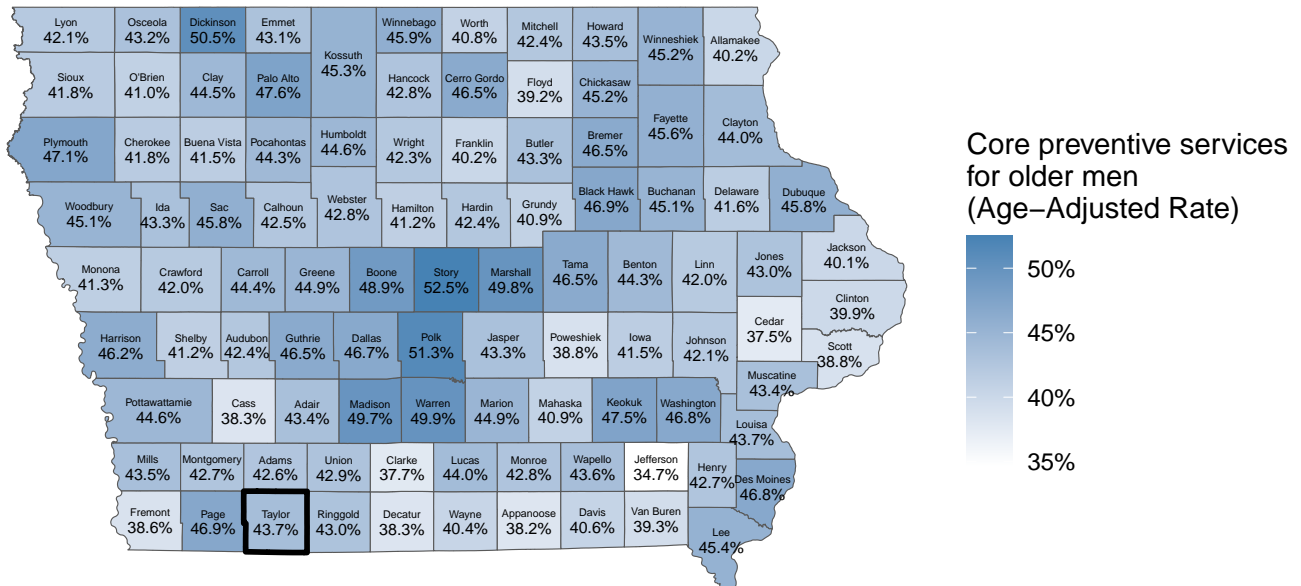 Lyon
42.1%
Osceola
43.2%
Dickinson
50.5%
Emmet
43.1%
Kossuth
45.3%
Winnebago
45.9%
Worth
40.8%
Mitchell
42.4%
Howard
43.5%
Winneshiek
45.2%
Allamakee
40.2%
Sioux
41.8%
O'Brien
41.0%
Clay
44.5%
Palo Alto
47.6%
Hancock
42.8%
Cerro Gordo
46.5%
Floyd
39.2%
Chickasaw
45.2%
Fayette
45.6%
Clayton
44.0%
Plymouth
47.1%
Cherokee
41.8%
Buena Vista
41.5%
Pocahontas
44.3%
Humboldt
44.6%
Wright
42.3%
Franklin
40.2%
Butler
43.3%
Bremer
46.5%
Woodbury
45.1%
Ida
43.3%
Sac
45.8%
Calhoun
42.5%
Webster
42.8%
Hamilton
41.2%
Hardin
42.4%
Grundy
40.9%
Black Hawk
46.9%
Buchanan
45.1%
Delaware
41.6%
Dubuque
45.8%
Monona
41.3%
Crawford
42.0%
Carroll
44.4%
Greene
44.9%
Boone
48.9%
Story
52.5%
Marshall
49.8%
Tama
46.5%
Benton
44.3%
Linn
42.0%
Jones
43.0%
Jackson
40.1%
Clinton
39.9%
Harrison
46.2%
Shelby
41.2%
Audubon
42.4%
Guthrie
46.5%
Dallas
46.7%
Polk
51.3%
Jasper
43.3%
Poweshiek
38.8%
Iowa
41.5%
Johnson
42.1%
Cedar
37.5%
Scott
38.8%
Muscatine
43.4%
Pottawattamie
44.6%
Cass
38.3%
Adair
43.4%
Madison
49.7%
Warren
49.9%
Marion
44.9%
Mahaska
40.9%
Keokuk
47.5%
Washington
46.8%
Louisa
43.7%
Mills
43.5%
Montgomery
42.7%
Adams
42.6%
Union
42.9%
Clarke
37.7%
Lucas
44.0%
Monroe
42.8%
Wapello
43.6%
Jefferson
34.7%
Henry
42.7%
Des Moines
46.8%
Fremont
38.6%
Page
46.9%
Taylor
43.7%
Ringgold
43.0%
Decatur
38.3%
Wayne
40.4%
Appanoose
38.2%
Davis
40.6%
Van Buren
39.3%
Lee
45.4%
Core preventive services
for older men
(Age−Adjusted Rate)
50%
45%
40%
35%